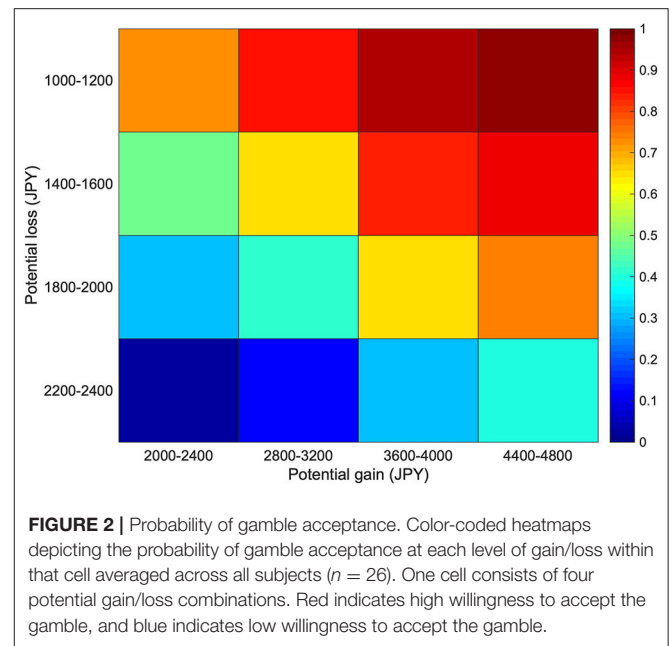 1
0.9
1000-1200
0.8
0.7
1400-1600
0.6
Potential loss (JPY)
0.5
0.4
1800-2000
0.3
0.2
2200-2400
0.1
0
2000-2400 2800-3200 3600-4000 4400-4800
Potential gain (JPY)
FIGURE 2 | Probability of gamble acceptance. Color-coded heatmaps
depicting the probability of gamble acceptance at each level of gain/loss within
that cell averaged across all subjects (n = 26). One cell consists of four
potential gain/loss combinations. Red indicates high willingness to accept the
gamble, and blue indicates low willingness to accept the gamble.